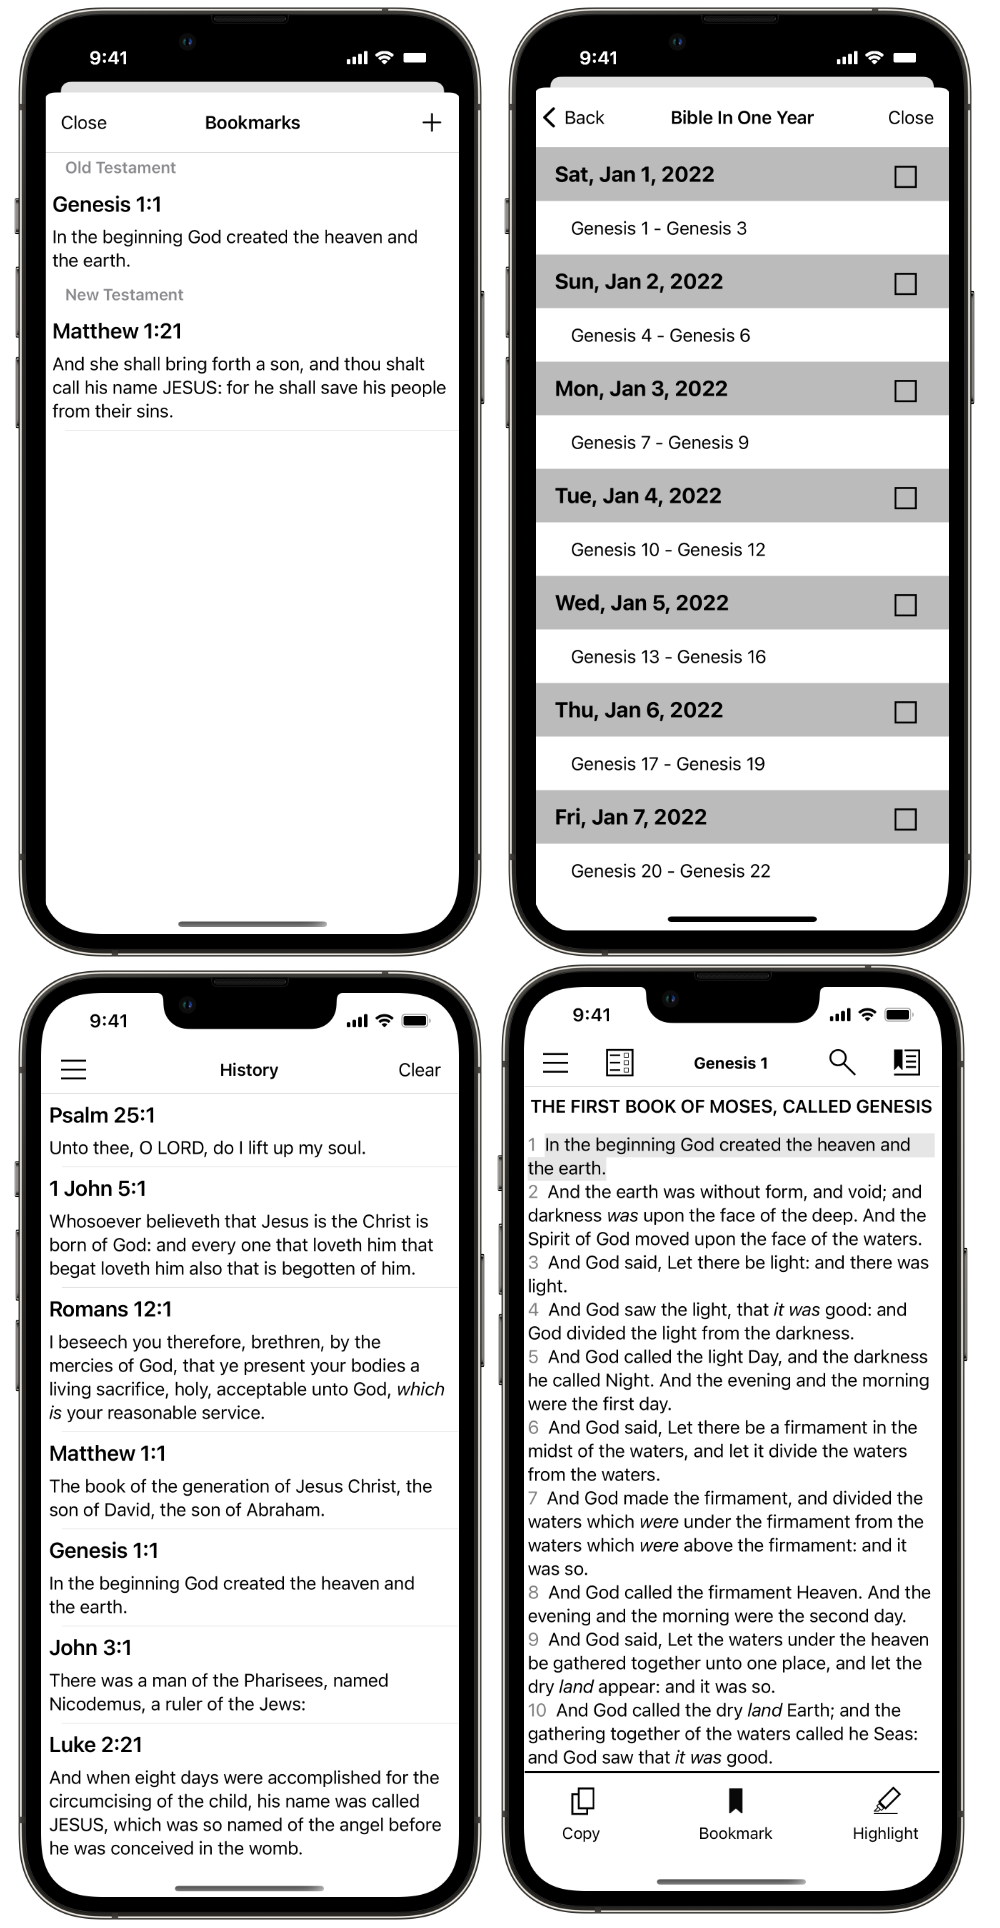 9:41
Close Bookmarks +
Old Testament
Genesis 1:1
In the beginning God created the heaven and
the earth.
New Testament
Matthew 1:21
And she shall bring forth a son, and thou shalt
call his name JESUS: for he shall save his people
from their sins.
9:41
Back Bible In One Year Close
Sat, Jan 1, 2022
Genesis 1 - Genesis 3
Sun, Jan 2, 2022
Genesis 4 - Genesis 6
Mon, Jan 3, 2022
Genesis 7 - Genesis 9
Tue, Jan 4, 2022
Genesis 10 - Genesis 12
Wed, Jan 5, 2022
Genesis 13 - Genesis 16
Thu, Jan 6, 2022
Genesis 17 - Genesis 19
Fri, Jan 7, 2022
Genesis 20 - Genesis 22
9:41
History Clear
Psalm 25:1
Unto thee, O LORD, do I lift up my soul.
1 John 5:1
Whosoever believeth that Jesus is the Christ is
born of God: and every one that loveth him that
begat loveth him also that is begotten of him.
Romans 12:1
I beseech you therefore, brethren, by the
mercies of God, that ye present your bodies a
living sacrifice, holy, acceptable unto God, which
is your reasonable service.
Matthew 1:1
The book of the generation of Jesus Christ, the
son of David, the son of Abraham.
Genesis 1:1
In the beginning God created the heaven and
the earth.
John 3:1
There was a man of the Pharisees, named
Nicodemus, a ruler of the Jews:
Luke 2:21
And when eight days were accomplished for the
circumcising of the child, his name was called
JESUS, which was so named of the angel before
he was conceived in the womb.
9:41
Genesis 1
THE FIRST BOOK OF MOSES, CALLED GENESIS
1 In the beginning God created the heaven and
the earth.
2 And the earth was without form, and void; and
darkness was upon the face of the deep. And the
Spirit of God moved upon the face of the waters.
3 And God said, Let there be light: and there was
light.
4 And God saw the light, that it was good: and
God divided the light from the darkness.
5 And God called the light Day, and the darkness
he called Night. And the evening and the morning
were the first day.
6 And God said, Let there be a firmament in the
midst of the waters, and let it divide the waters
from the waters.
7 And God made the firmament, and divided the
waters which were under the firmament from the
waters which were above the firmament: and it
was so.
8 And God called the firmament Heaven. And the
evening and the morning were the second day.
9 And God said, Let the waters under the heaven
be gathered together unto one place, and let the
dry land appear: and it was so.
10 And God called the dry land Earth; and the
gathering together of the waters called he Seas:
and God saw that it was good.
Copy Bookmark Highlight